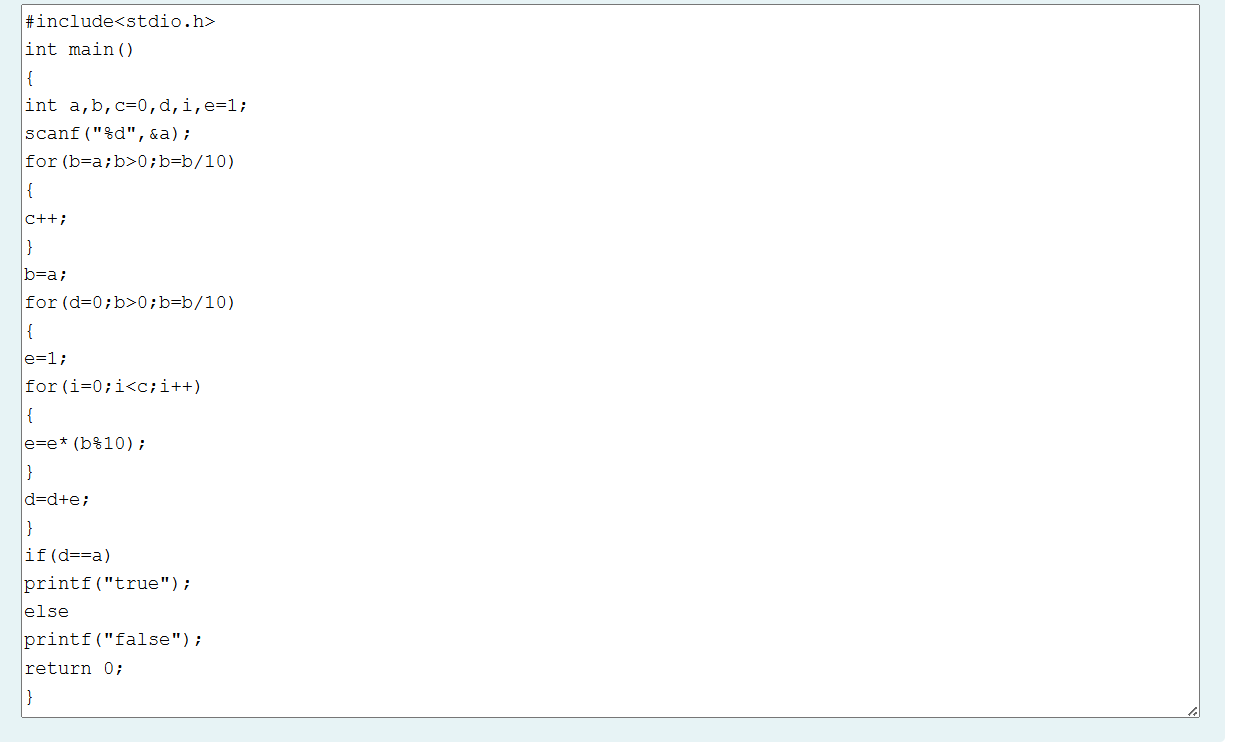 #include<stdio.h>
int main()
{
int a,b,c=0,d,i,e=1;
scanf("%d",&a);
for(b=a;b>0;b=b/10)
{
c++;
}
b=a;
for(d=0;b>0;b=b/10)
{
e=1;
for(i=0;i<c;i++)
{
e=e*(b%10);
}
d=d+e;
}
if(d==a)
printf("true");
else
printf("false");
return 0;
}